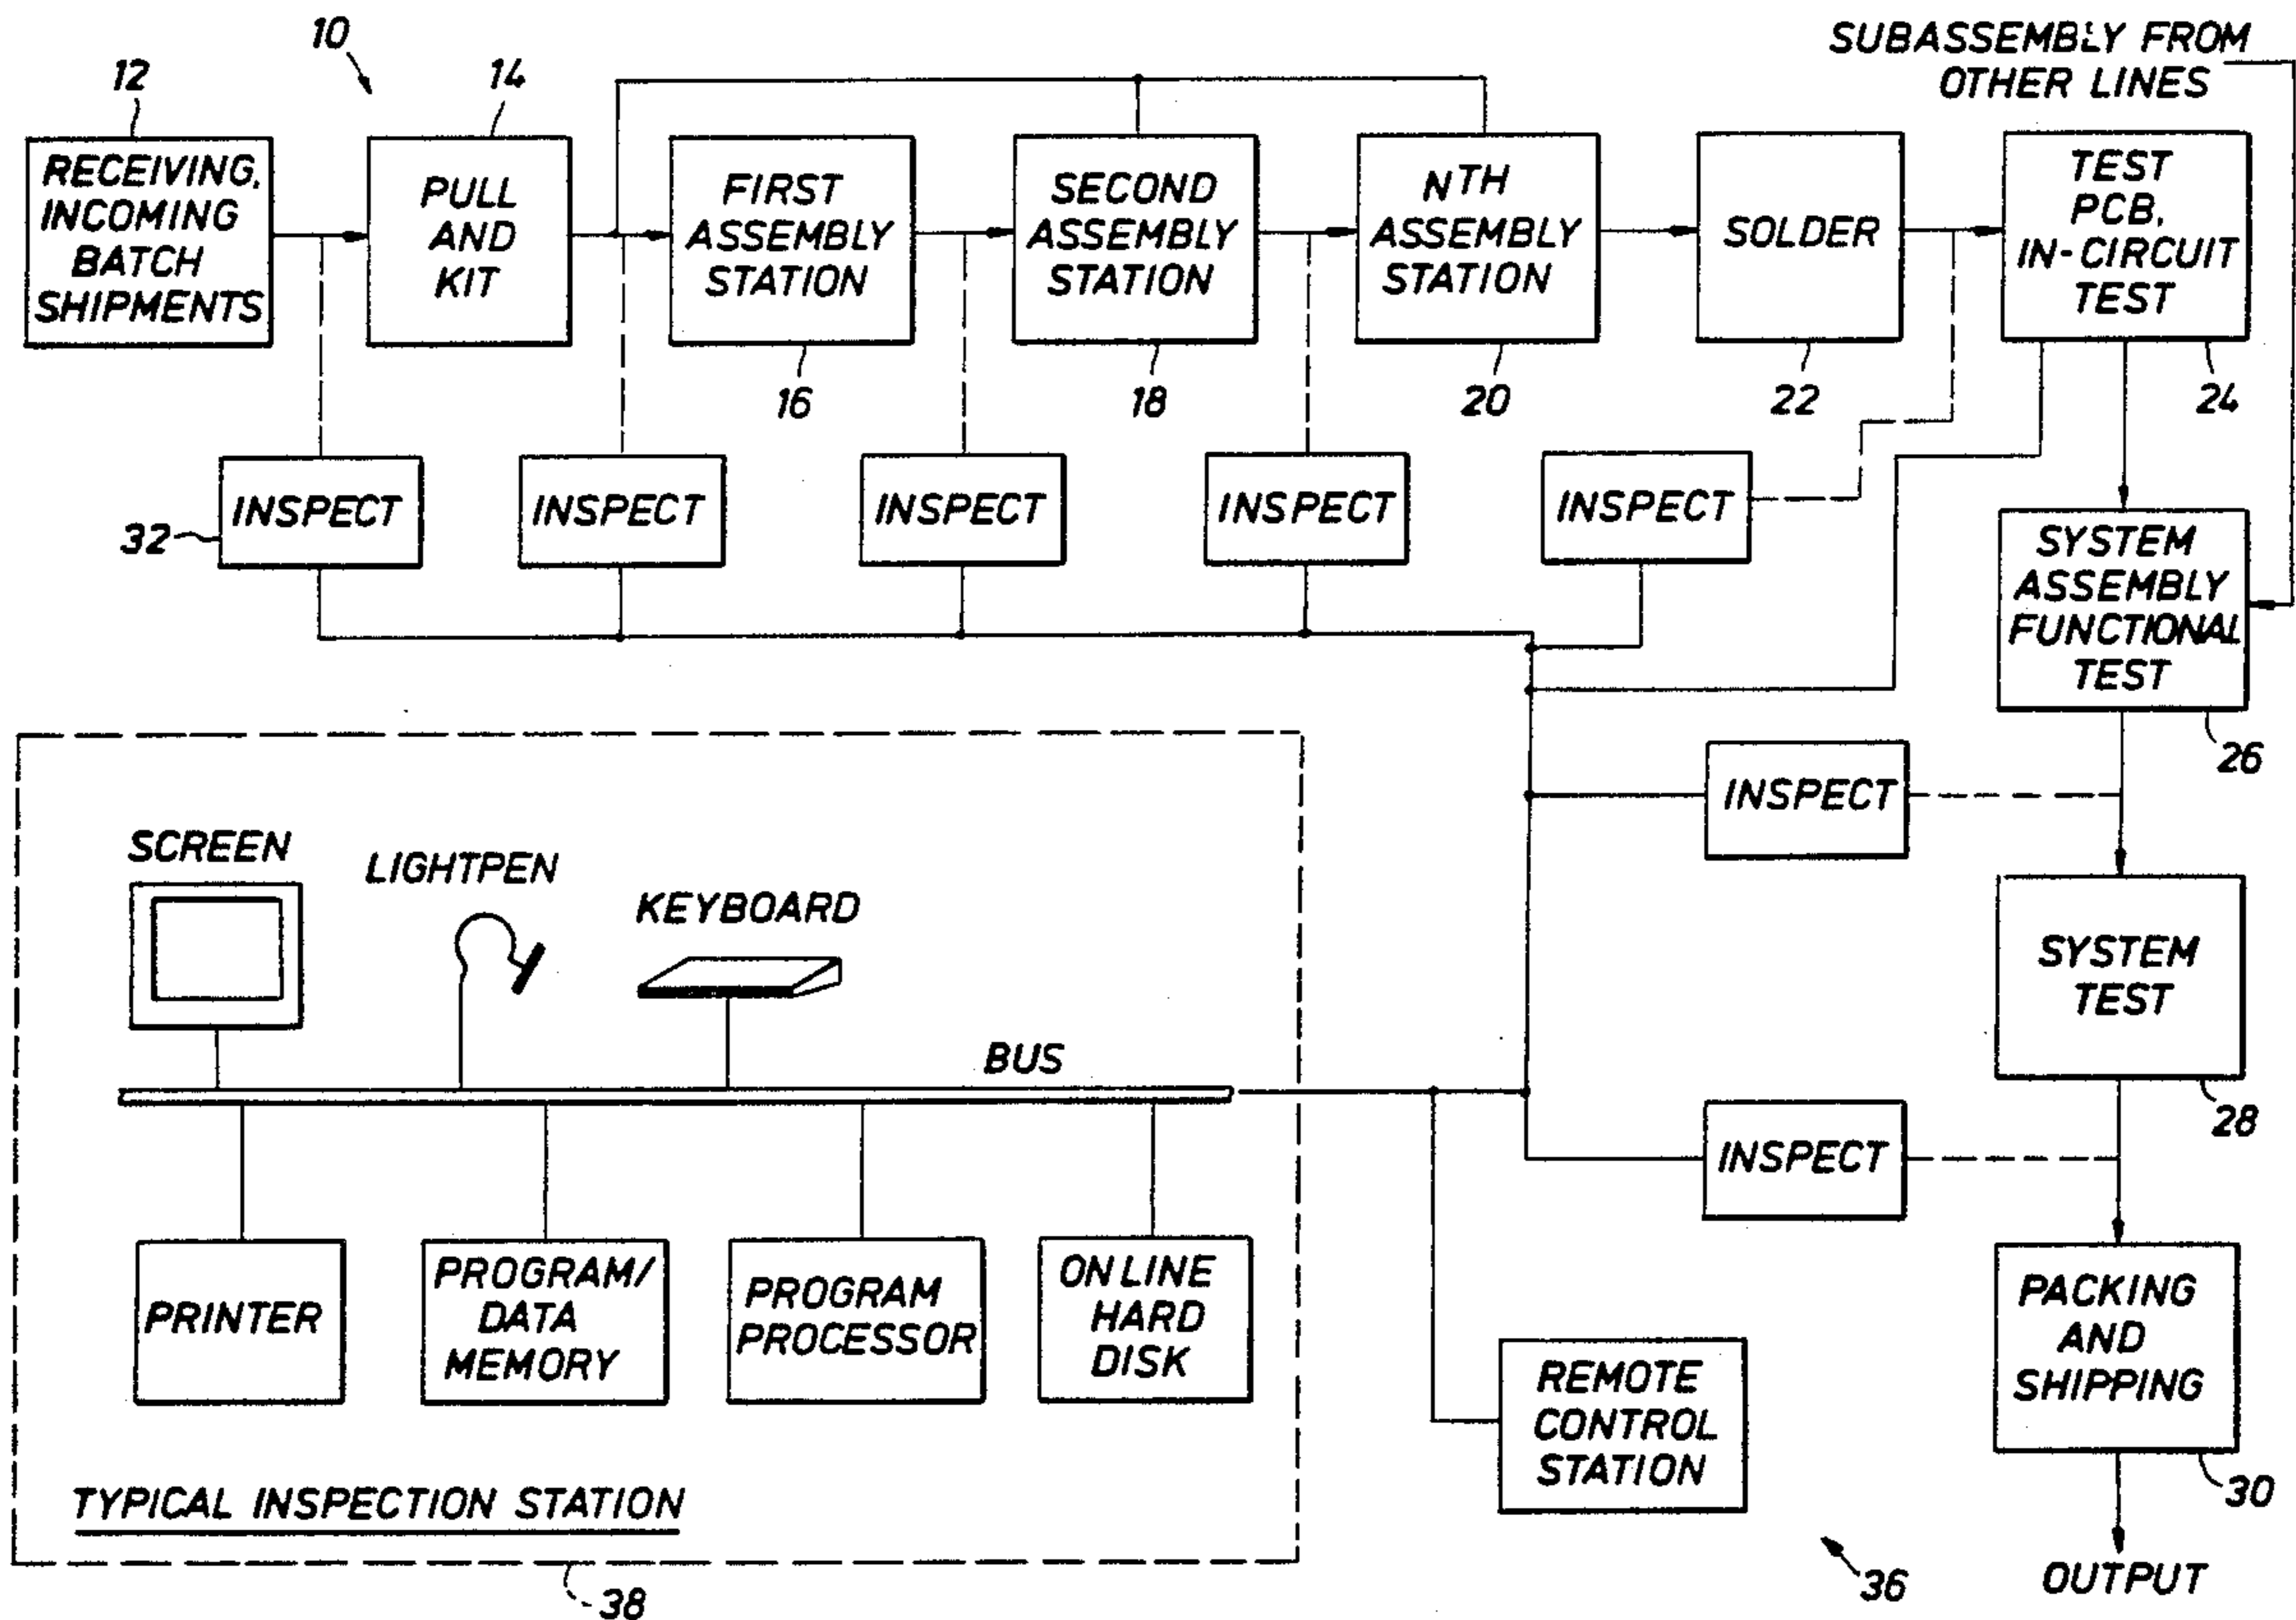 10
SUBASSEMBLY FROM
OTHER LINES
12
14
RECEIVING,
INCOMING
BATCH
SHIPMENTS
PULL
AND
KIT
FIRST
ASSEMBLY
STATION
SECOND
ASSEMBLY
STATION
NTH
ASSEMBLY
STATION
SOLDER
TEST
PCB,
IN-CIRCUIT
TEST
16
18
20
22
24
INSPECT
INSPECT
INSPECT
INSPECT
INSPECT
32
SYSTEM
ASSEMBLY
FUNCTIONAL
TEST
26
INSPECT
SCREEN
LIGHTPEN
KEYBOARD
BUS
SYSTEM
TEST
28
INSPECT
PRINTER
PROGRAM/
DATA
MEMORY
PROGRAM
PROCESSOR
ON LINE
HARD
DISK
REMOTE
CONTROL
STATION
PACKING
AND
SHIPPING
30
TYPICAL INSPECTION STATION
38
36
OUTPUT